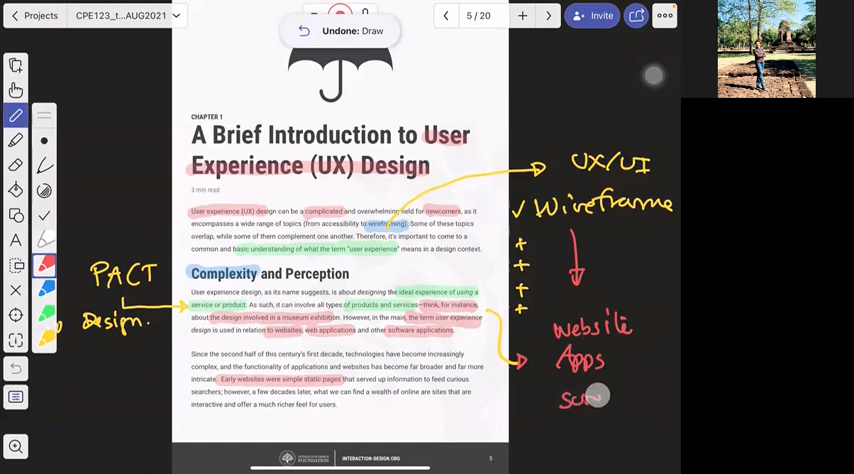 Projects
CPE123_t...AUG2021
Undone: Draw
5 / 20
Invite
CHAPTER 1
A Brief Introduction to User
Experience (UX) Design
3 min read
User experience (UX) design can be a complicated and overwhelming field for newcomers, as it
encompasses a wide range of topics (from accessibility to wireframing). Some of these topics
overlap, while some of them complement one another. Therefore, it's important to come to a
common and basic understanding of what the term "user experience" means in a design context.
Complexity and Perception
User experience design, as its name suggests, is about designing the ideal experience of using a
service or product. As such, it can involve all types of products and services—think, for instance,
about the design involved in a museum exhibition. However, in the main, the term user experience
design is used in relation to websites, web applications and other software applications.
Since the second half of this century's first decade, technologies have become increasingly
complex, and the functionality of applications and websites has become far broader and far more
intricate. Early websites were simple static pages that served up information to feed curious
searchers; however, a few decades later, what we can find a wealth of online are sites that are
interactive and offer a much richer feel for users.
INTERACTION DESIGN
FOUNDATION
INTERACTION-DESIGN.ORG
5
PACT
Design.
UX/UI
✓ Wireframe
+
+
+
+
website
Apps